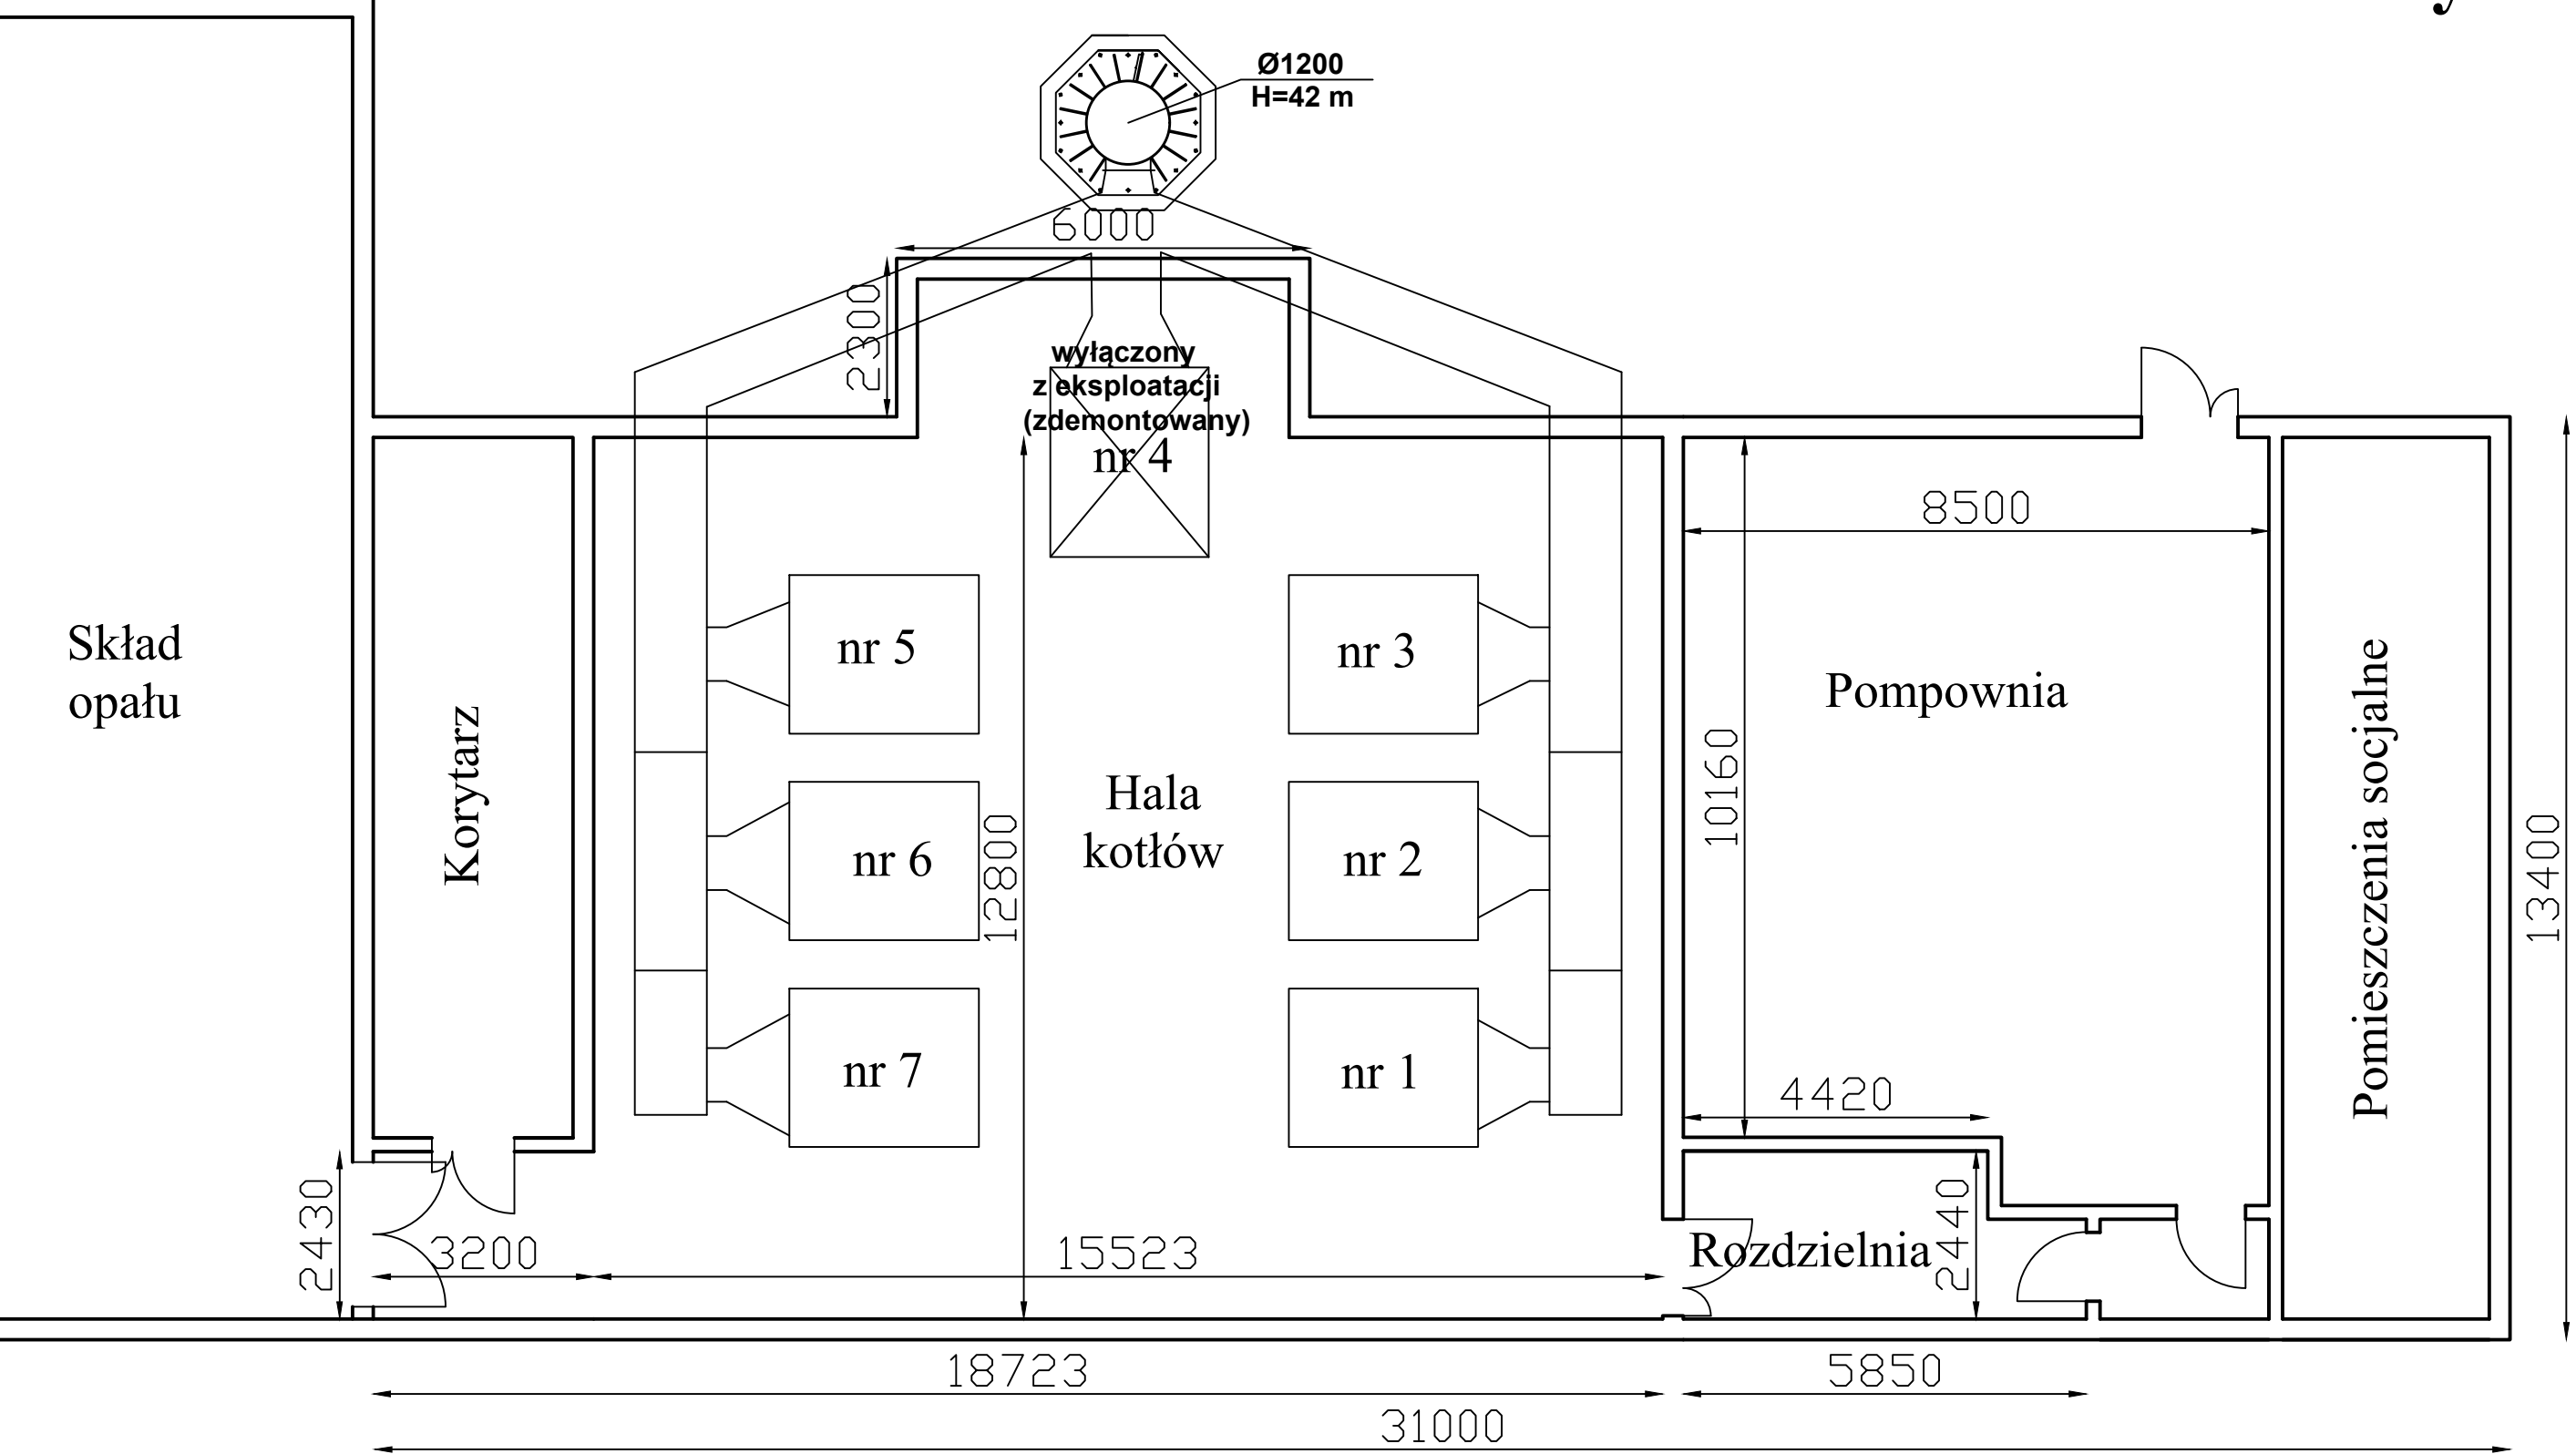 Ø1200
H=42 m
6000
2300
wyłączony
z eksploatacji
(zdemontowany)
nr 4
8500
Skład
opału
Korytarz
nr 5
nr 3
Pompownia
Pomieszczenia socjalne
10160
Hala
kotłów
12800
nr 6
nr 2
13400
nr 7
nr 1
4420
2430
3200
15523
Rozdzielnia
2440
18723
5850
31000